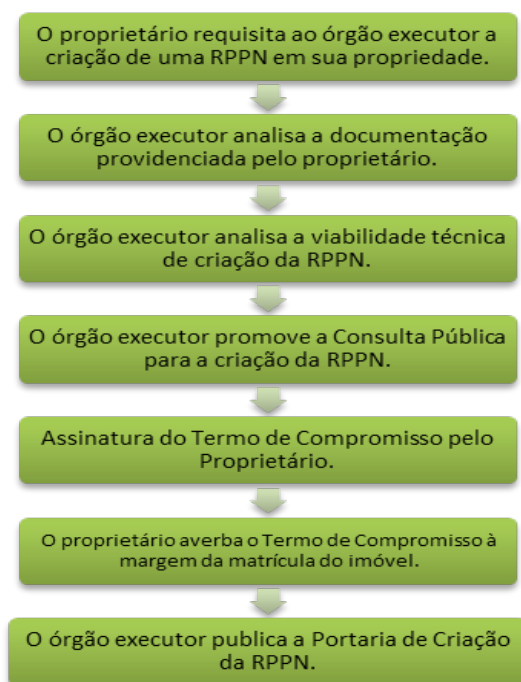 O proprietário requisita ao órgão executor a
criação de uma RPPN em sua propriedade.
O órgão executor analisa a documentação
providenciada pelo proprietário.
O órgão executor analisa a viabilidade técnica
de criação da RPPN.
O órgão executor promove a Consulta Pública
para a criação da RPPN.
Assinatura do Termo de Compromisso pelo
Proprietário.
O proprietário averba o Termo de Compromisso à
margem da matrícula do imóvel.
O órgão executor publica a Portaria de Criação
da RPPN.